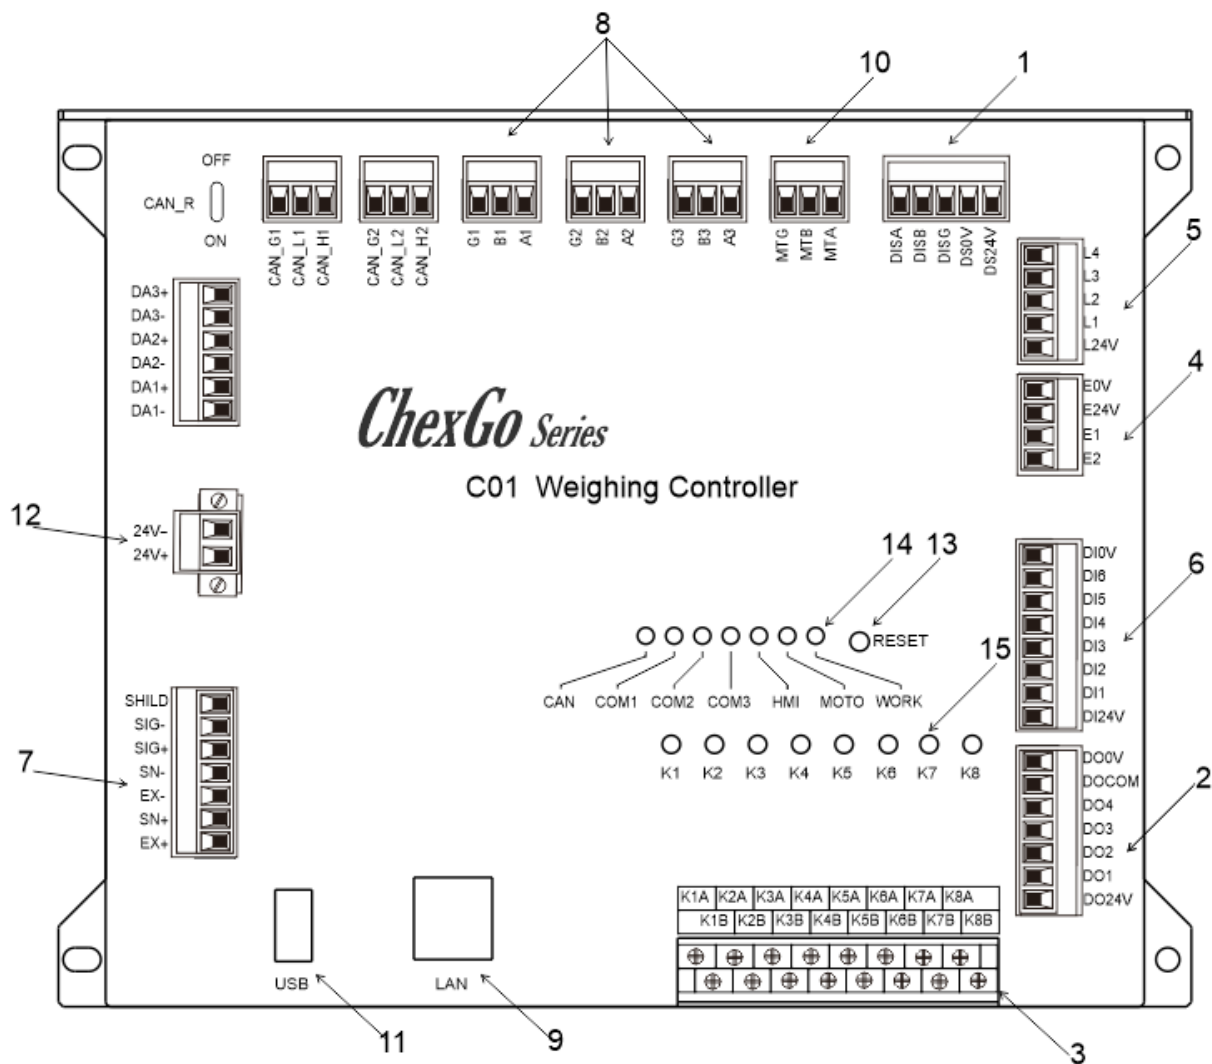 8
10
1
OFF
CAN_R
ON
CAN_G1
CAN_L1
CAN_H1
CAN_G2
CAN_L2
CAN_H2
G1
B1
A1
G2
B2
A2
G3
B3
A3
MTG
MTB
MTA
DISA
DISB
DISG
DS0V
DS24V
5
L4
L3
L2
L1
L24V
DA3+
DA3-
DA2+
DA2-
DA1+
DA1-
4
E0V
E24V
E1
E2
ChexGo Series
C01 Weighing Controller
12
24V-
24V+
14
13
6
DI0V
DI6
DI5
DI4
DI3
DI2
DI1
DI24V
RESET
15
CAN COM1 COM2 COM3 HMI MOTO WORK
K1 K2 K3 K4 K5 K6 K7 K8
7
SHILD
SIG-
SIG+
SN-
EX-
SN+
EX+
2
DO0V
DOCOM
DO4
DO3
DO2
DO1
DO24V
K1A K2A K3A K4A K5A K6A K7A K8A
K1B K2B K3B K4B K5B K6B K7B K8B
USB
LAN
11
9
3